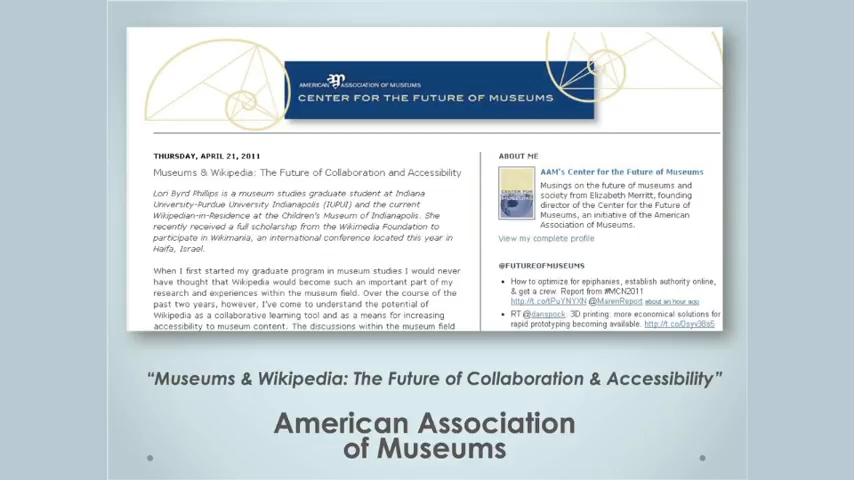 AMERICAN ASSOCIATION OF MUSEUMS
CENTER FOR THE FUTURE OF MUSEUMS
THURSDAY, APRIL 21, 2011
Museums & Wikipedia: The Future of Collaboration and Accessibility
Lori Byrd Phillips is a museum studies graduate student at Indiana
University-Purdue University Indianapolis (IUPUI) and the current
Wikipedian-in-Residence at the Children's Museum of Indianapolis. She
recently received a full scholarship from the Wikimedia Foundation to
participate in Wikimania, an international conference located this year in
Haifa, Israel.
When I first started my graduate program in museum studies I would never
have thought that Wikipedia would become such an important part of my
research and experiences within the museum field. Over the course of the
past two years, however, I've come to understand the potential of
Wikipedia as a collaborative learning tool and as a means for increasing
accessibility to museum content. The discussions within the museum field
ABOUT ME
AAM's Center for the Future of Museums
Musings on the future of museums and
society from Elizabeth Merritt, founding
director of the Center for the Future of
Museums, an initiative of the American
Association of Museums.
View my complete profile
@FUTUREOFMUSEUMS
How to optimize for epiphanies, establish authority online,
& get a crew. Report from #MCN2011
@MarenReport about an hour ago
RT @danspock: 3D printing: more economical solutions for
rapid prototyping becoming available.
“Museums & Wikipedia: The Future of Collaboration & Accessibility”
American Association
of Museums